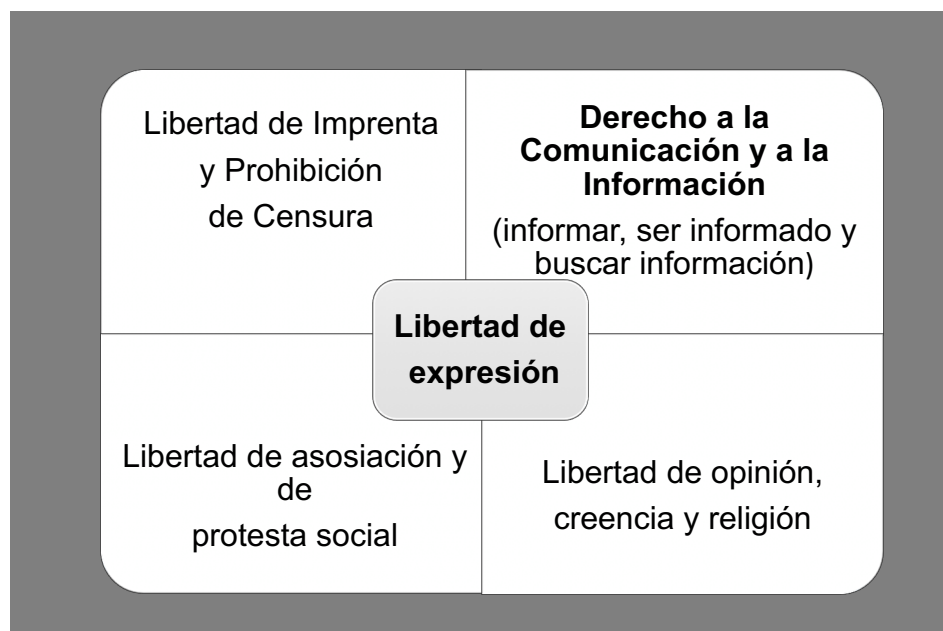 Libertad de Imprenta
y Prohibición
de Censura
Derecho a la
Comunicación y a la
Información
(informar, ser informado y
buscar información)
Libertad de
expresión
Libertad de asosiación y
de
protesta social
Libertad de opinión,
creencia y religión